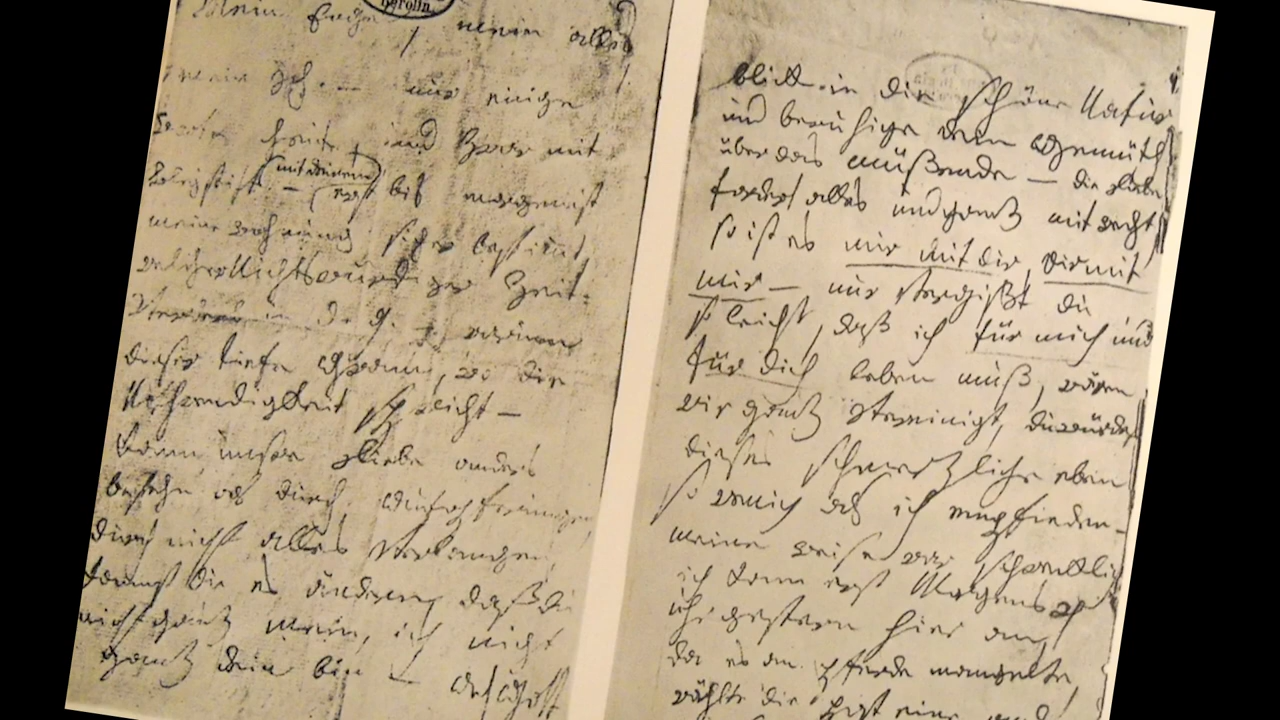 Berolin.
Mein Engel, mein alles
mein Ich. — nur einige
Worte heute, und zwar mit
Bleystift (mit deinem)
— erst bis morgen ist
meine Wohnung sicher bestimmt,
welcher Nichtswürdiger Zeit-
Verderb in d. g. — warum
dieser tiefe Gram, wo die
Nothwendigkeit spricht —
Kann unsre Liebe anders
bestehn als durch Aufopferungen,
durch nicht alles verlangen,
kannst du es ändern, daß du
nicht ganz mein, ich nicht
ganz dein bin — Ach Gott
blick in die schöne Natur
und beruhige dein Gemüth
über das müßende — die Liebe
fordert alles und ganz mit recht,
so ist es mir mit dir, dir mit
mir — nur vergißt du
so leicht, daß ich für mich und
für dich leben muß, wären
wir ganz vereinigt, du würdest
dieses schmerzliche eben
so wenig als ich empfinden —
meine Reise war schrecklich
ich kam erst Morgens 4
uhr gestern hier an,
da es an Pferde mangelte,
wählte die Post eine